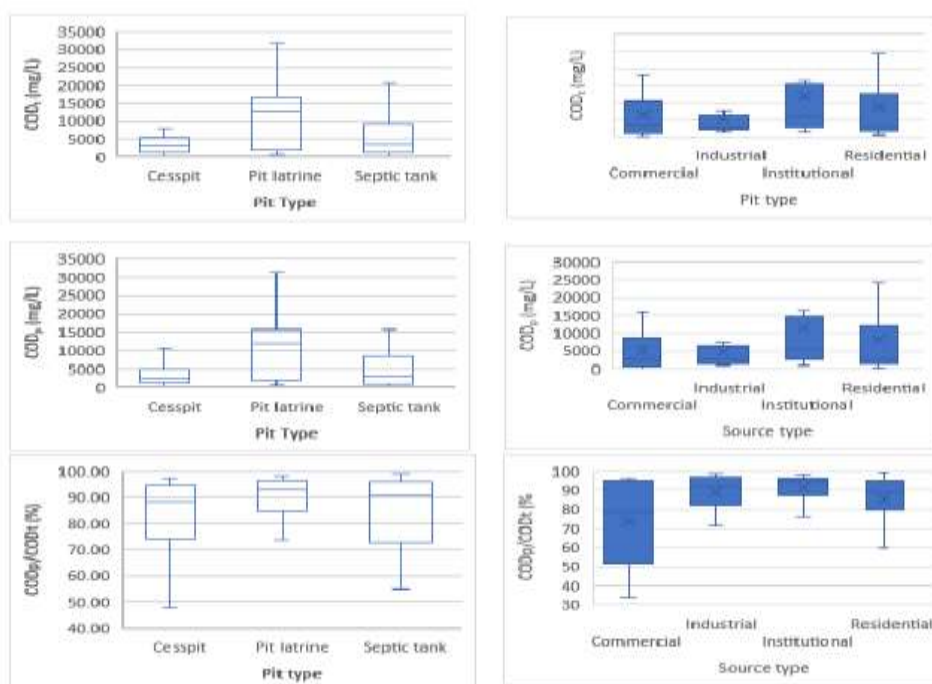 35000
30000
25000
20000
15000
10000
5000
0
CODt (mg/L)
Cesspit Pit latrine Septic tank
Pit Type
CODt (mg/L)
Industrial Residential
Commercial Institutional
Pit type
35000
30000
25000
20000
15000
10000
5000
0
CODp (mg/L)
Cesspit Pit latrine Septic tank
Pit Type
30000
25000
20000
15000
10000
5000
0
CODp (mg/L)
Industrial Residential
Commercial Institutional
Source type
100.00
90.00
80.00
70.00
60.00
50.00
40.00
CODp/CODt (%)
Cesspit Pit latrine Septic tank
Pit type
100
90
80
70
60
50
40
30
CODp/CODt (%
Industrial Residential
Commercial Institutional
Source type